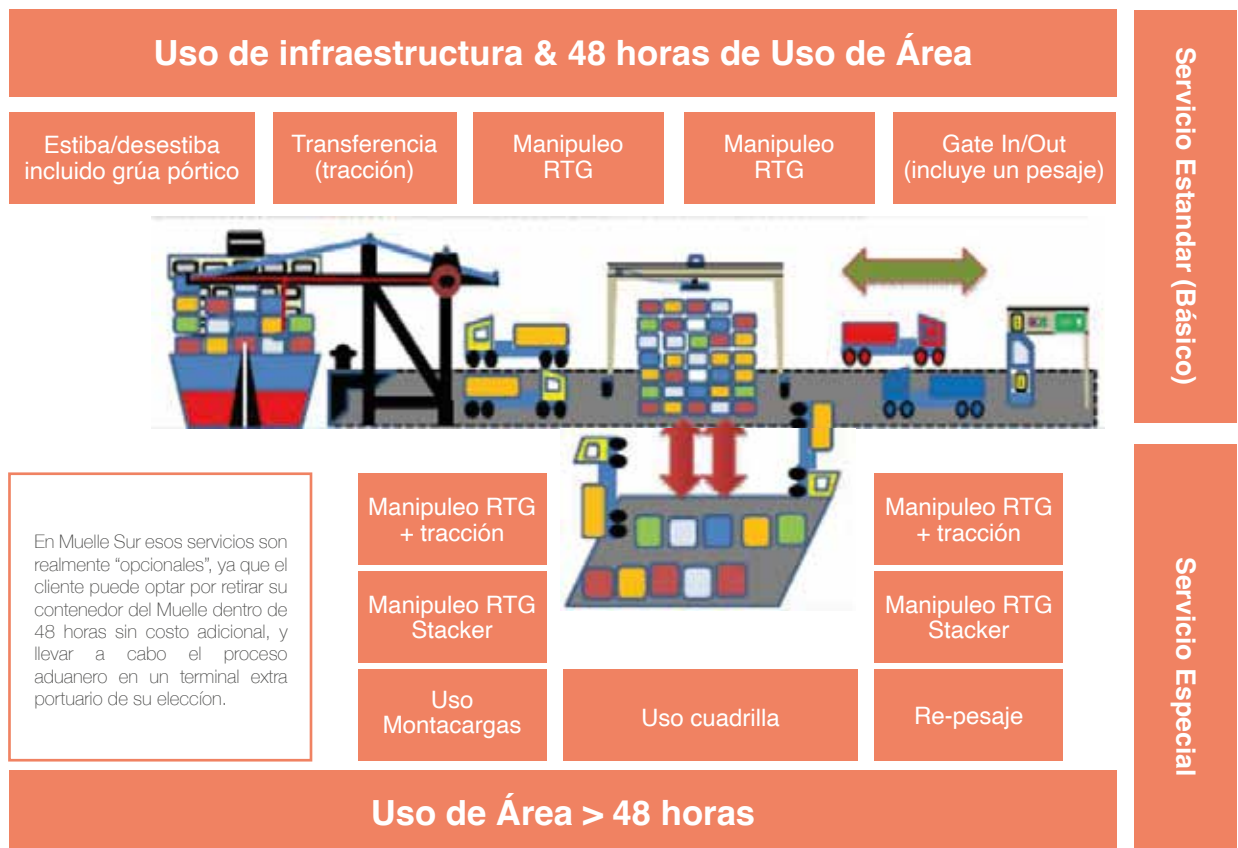 Uso de infraestructura & 48 horas de Uso de Área
Estiba/desestiba
incluido grúa pórtico
Transferencia
(tracción)
Manipuleo
RTG
Manipuleo
RTG
Gate In/Out
(incluye un pesaje)
Servicio Estandar (Básico)
En Muelle Sur esos servicios son
realmente “opcionales”, ya que el
cliente puede optar por retirar su
contenedor del Muelle dentro de
48 horas sin costo adicional, y
llevar a cabo el proceso
aduanero en un terminal extra
portuario de su eleccíon.
Manipuleo RTG
+ tracción
Manipuleo RTG
Stacker
Uso
Montacargas
Uso cuadrilla
Manipuleo RTG
+ tracción
Manipuleo RTG
Stacker
Re-pesaje
Servicio Especial
Uso de Área > 48 horas